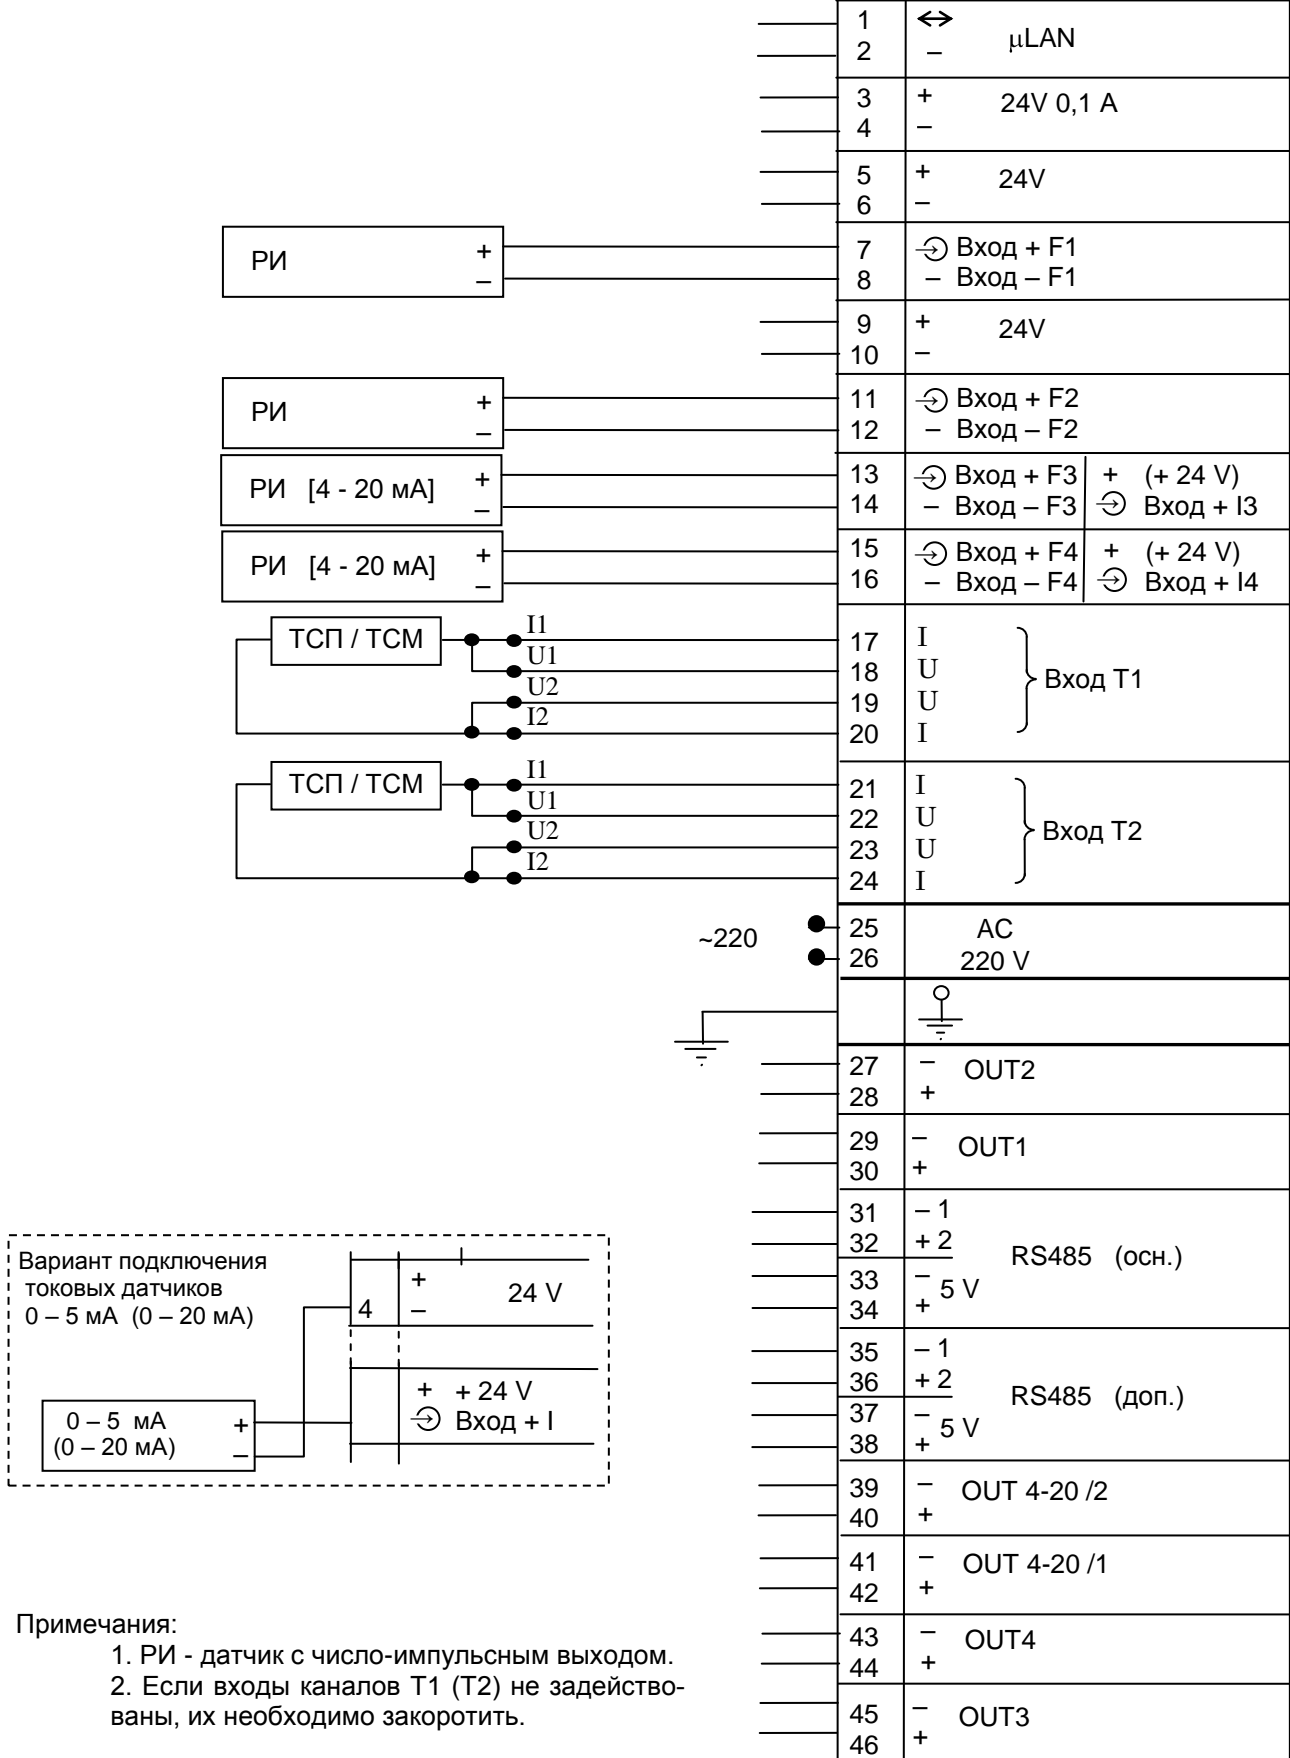 1 ↔ μLAN
2 –
3 + 24V 0,1 A
4 –
5 + 24V
6 –
РИ + 7 Вход + F1
– 8 – Вход – F1
9 + 24V
10 –
РИ + 11 Вход + F2
– 12 – Вход – F2
РИ [4 - 20 мА] + 13 Вход + F3 + (+ 24 V)
– 14 – Вход – F3 Вход + I3
РИ [4 - 20 мА] + 15 Вход + F4 + (+ 24 V)
– 16 – Вход – F4 Вход + I4
ТСП / ТСМ I1 17 I
U1 18 U
Вход Т1
U2 19 U
I2 20 I
ТСП / ТСМ I1 21 I
U1 22 U
Вход Т2
U2 23 U
I2 24 I
~220 25 AC
26 220 V
27 – OUT2
28 +
29 – OUT1
30 +
31 – 1
32 + 2
RS485 (осн.)
33 – 5 V
34 +
35 – 1
36 + 2
RS485 (доп.)
37 – 5 V
38 +
39 – OUT 4-20 /2
40 +
41 – OUT 4-20 /1
42 +
43 – OUT4
44 +
45 – OUT3
46 +
Вариант подключения
токовых датчиков
0 – 5 мА (0 – 20 мА)
+ 24 V
4 –
+ + 24 V
Вход + I
0 – 5 мА +
(0 – 20 мА) –
Примечания:
1. РИ - датчик с число-импульсным выходом.
2. Если входы каналов Т1 (Т2) не задейство-
ваны, их необходимо закоротить.